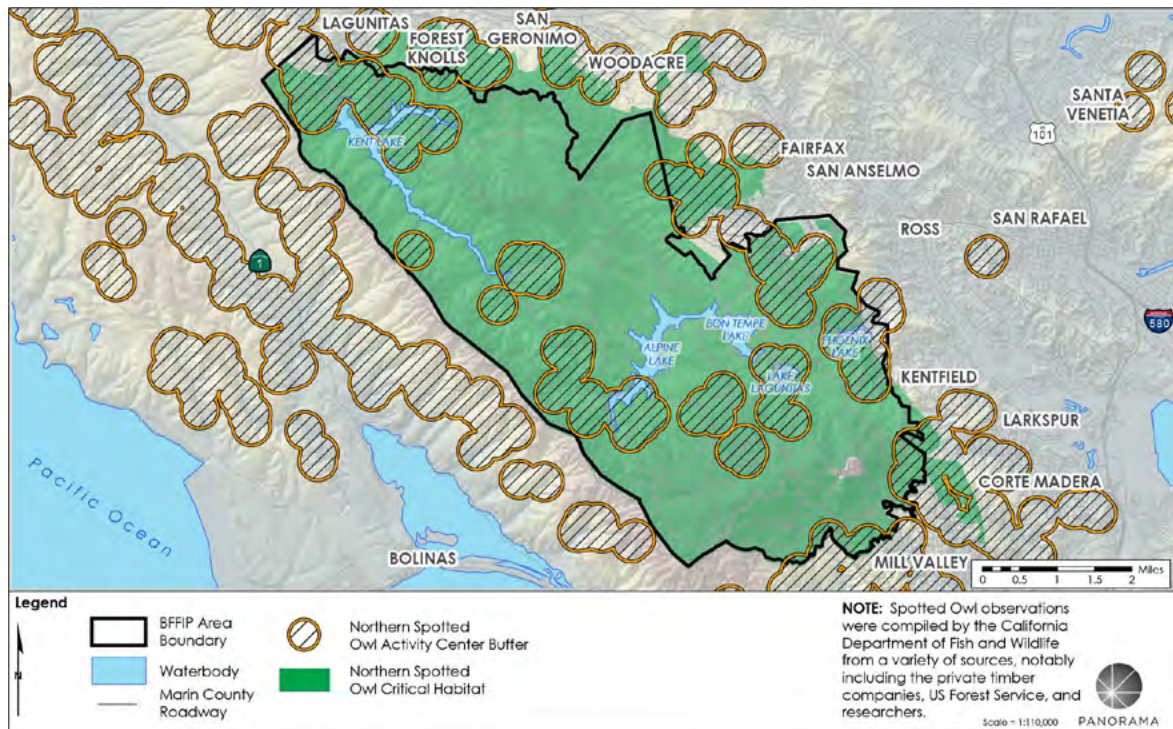 LAGUNITAS
FOREST
KNOLLS
SAN
GERONIMO
WOODACRE
SANTA
VENETIA
US
101
KENT LAKE
FAIRFAX
SAN ANSELMO
ROSS
SAN RAFAEL
1
INTERSTATE
580
ALPINE
LAKE
BON TEMPE
LAKE
PHOENIX
LAKE
LAKE
LAGUNITAS
KENTFIELD
LARKSPUR
CORTE MADERA
Pacific Ocean
BOLINAS
MILL VALLEY
0 0.5 1 1.5 2 Miles
Legend
N
BFFIP Area
Boundary
Waterbody
Marin County
Roadway
Northern Spotted
Owl Activity Center Buffer
Northern Spotted
Owl Critical Habitat
NOTE: Spotted Owl observations
were compiled by the California
Department of Fish and Wildlife
from a variety of sources, notably
including the private timber
companies, US Forest Service, and
researchers.
Scale = 1:110,000
PANORAMA